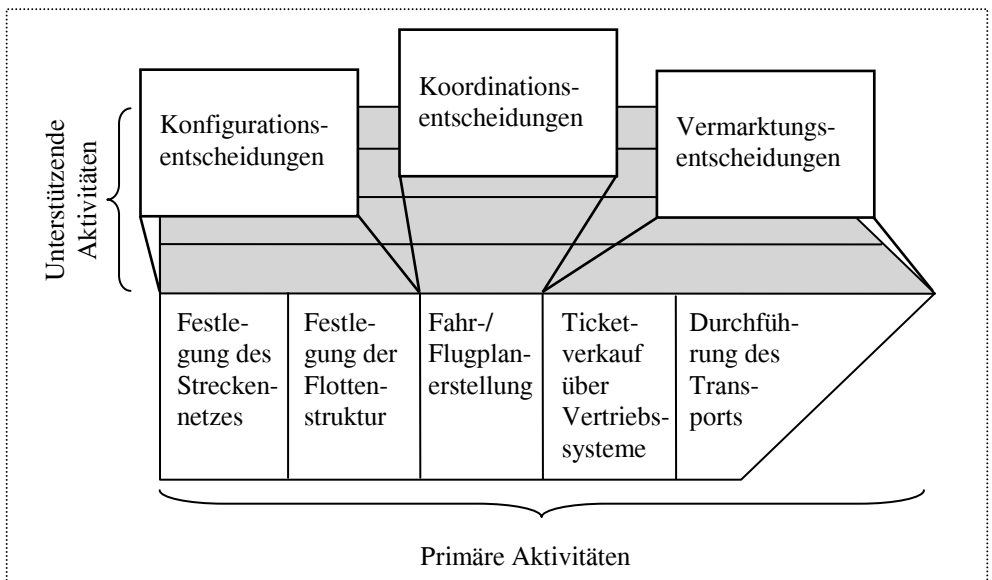 Konfigurations-
entscheidungen
Koordinations-
entscheidungen
Vermarktungs-
entscheidungen
Unterstützende
Aktivitäten
Festle-
gung des
Strecken-
netzes
Festle-
gung der
Flotten-
struktur
Fahr-/
Flugplan-
erstellung
Ticket-
verkauf
über
Vertriebs-
systeme
Durchfüh-
rung des
Trans-
ports
Primäre Aktivitäten